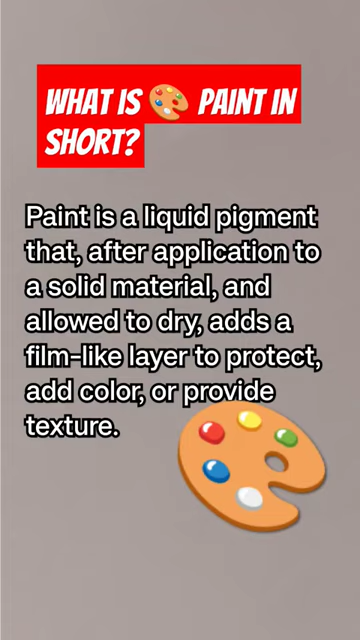 WHAT IS 🎨 PAINT IN
SHORT?
Paint is a liquid pigment
that, after application to
a solid material, and
allowed to dry, adds a
film-like layer to protect,
add color, or provide
texture.